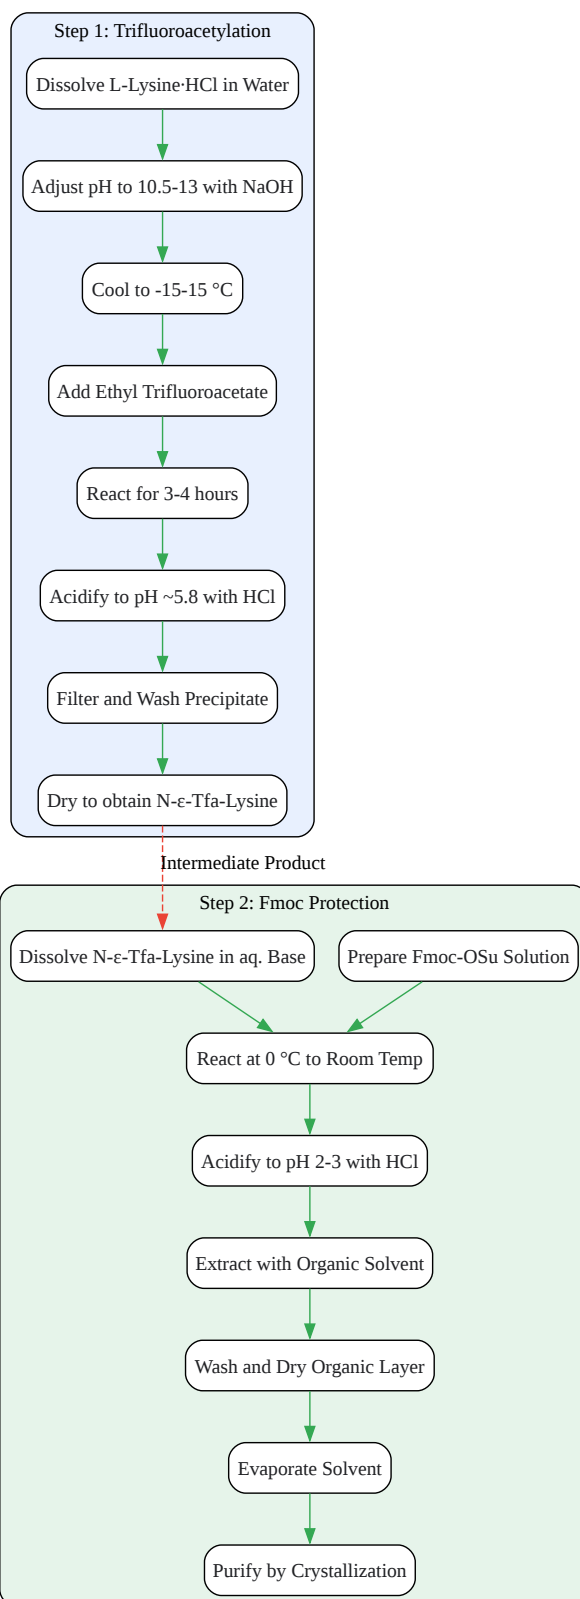 Step 1: Trifluoroacetylation
Dissolve L-Lysine·HCl in Water
Adjust pH to 10.5-13 with NaOH
Cool to -15-15 °C
Add Ethyl Trifluoroacetate
React for 3-4 hours
Acidify to pH ~5.8 with HCl
Filter and Wash Precipitate
Dry to obtain N-ε-Tfa-Lysine
Intermediate Product
Step 2: Fmoc Protection
Dissolve N-ε-Tfa-Lysine in aq. Base
Prepare Fmoc-OSu Solution
React at 0 °C to Room Temp
Acidify to pH 2-3 with HCl
Extract with Organic Solvent
Wash and Dry Organic Layer
Evaporate Solvent
Purify by Crystallization